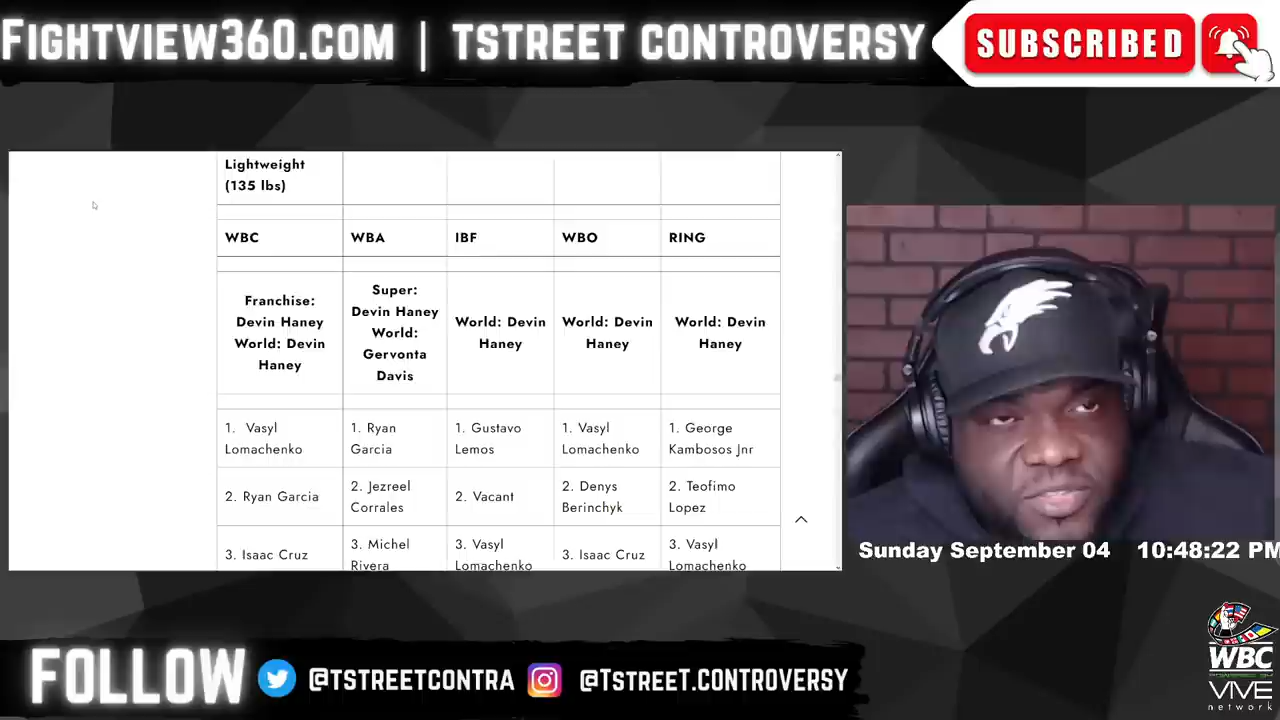 FIGHTVIEW360.COM | TSTREET CONTROVERSY
SUBSCRIBED
Lightweight
(135 lbs)
WBC
WBA
IBF
WBO
RING
Franchise:
Devin Haney
World: Devin
Haney
Super:
Devin Haney
World:
Gervonta
Davis
World: Devin
Haney
World: Devin
Haney
World: Devin
Haney
1. Vasyl
Lomachenko
1. Ryan
Garcia
1. Gustavo
Lemos
1. Vasyl
Lomachenko
1. George
Kambosos Jnr
2. Ryan Garcia
2. Jezreel
Corrales
2. Vacant
2. Denys
Berinchyk
2. Teofimo
Lopez
3. Isaac Cruz
3. Michel
Rivera
3. Vasyl
Lomachenko
3. Isaac Cruz
3. Vasyl
Lomachenko
Sunday September 04 10:48:22 PM
FOLLOW
@TSTREETCONTRA
@TSTREET.CONTROVERSY
WBC
VIVE
network